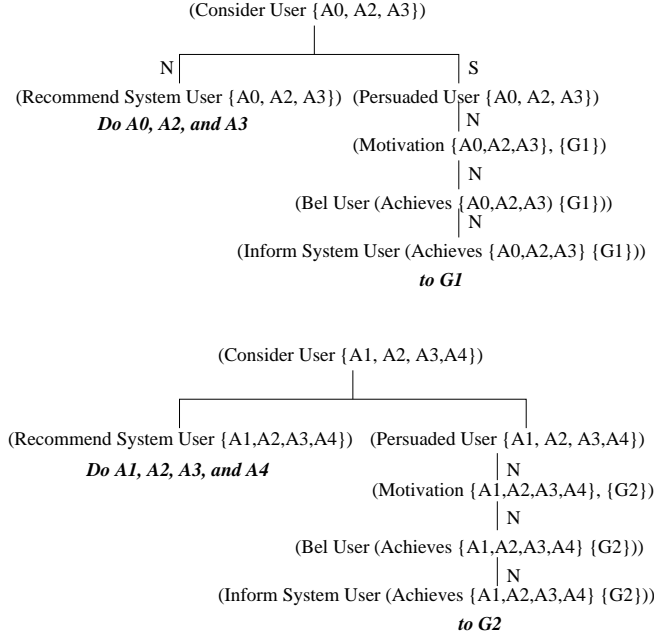 (Consider User {A0, A2, A3})
N S
(Recommend System User {A0, A2, A3}) (Persuaded User {A0, A2, A3})
Do A0, A2, and A3
N
(Motivation {A0,A2,A3}, {G1})
N
(Bel User (Achieves {A0,A2,A3) {G1}))
N
(Inform System User (Achieves {A0,A2,A3} {G1}))
to G1
(Consider User {A1, A2, A3,A4})
(Recommend System User {A1,A2,A3,A4}) (Persuaded User {A1, A2, A3,A4})
Do A1, A2, A3, and A4
N
(Motivation {A1,A2,A3,A4}, {G2})
N
(Bel User (Achieves {A1,A2,A3,A4} {G2}))
N
(Inform System User (Achieves {A1,A2,A3,A4} {G2}))
to G2